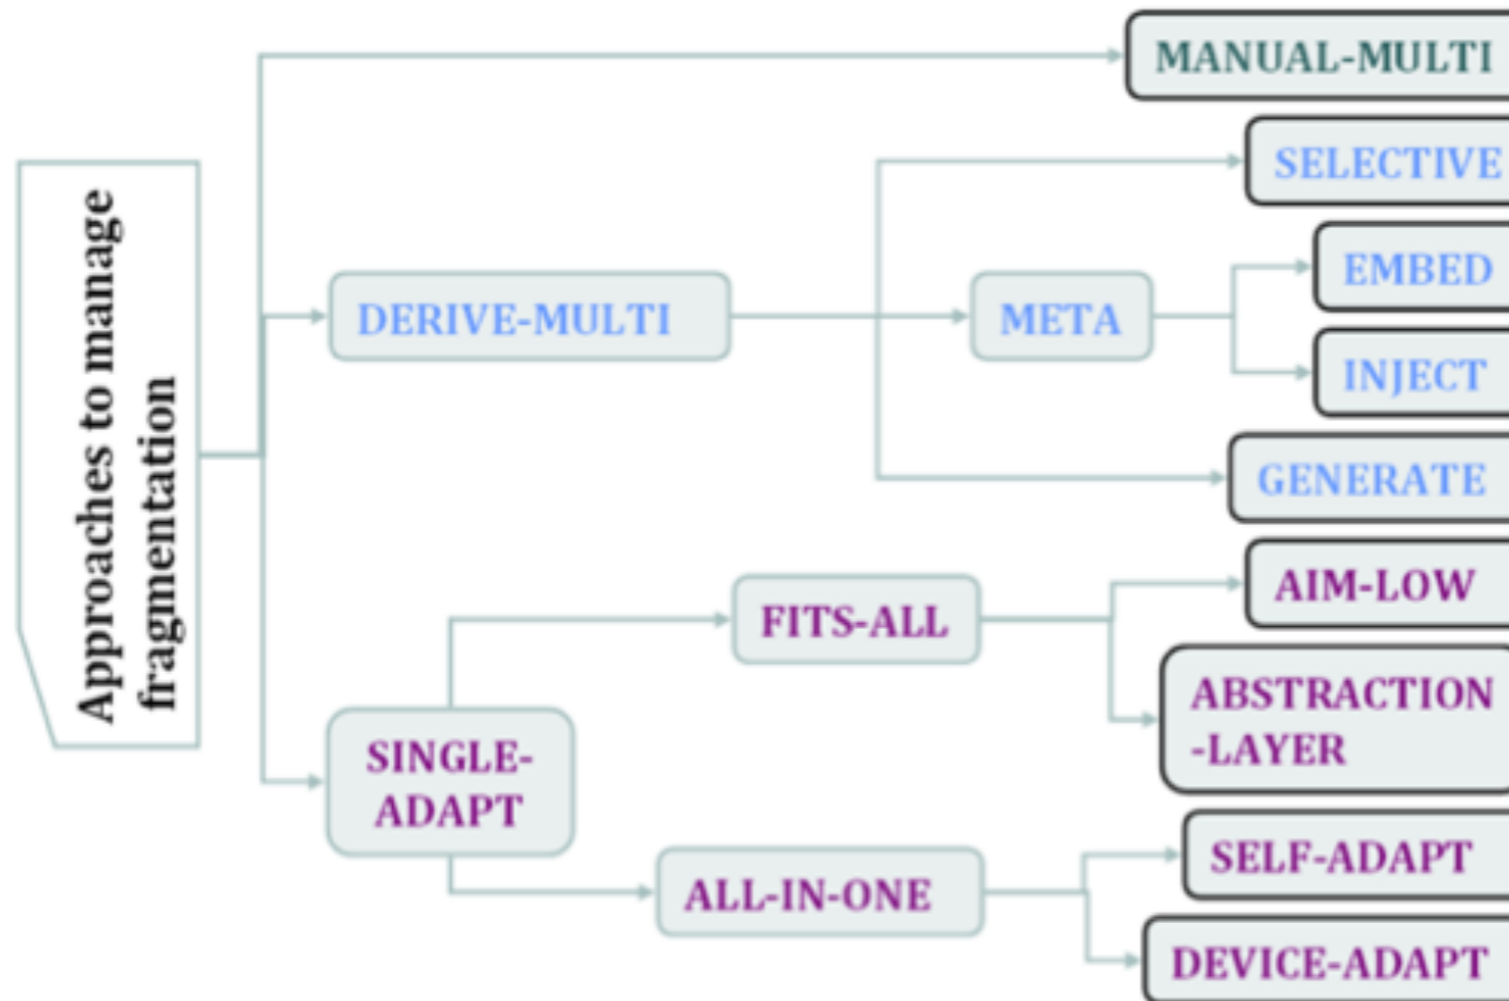 Approaches to manage
fragmentation
MANUAL-MULTI
DERIVE-MULTI
SELECTIVE
META
EMBED
INJECT
GENERATE
SINGLE-
ADAPT
FITS-ALL
AIM-LOW
ABSTRACTION
-LAYER
ALL-IN-ONE
SELF-ADAPT
DEVICE-ADAPT